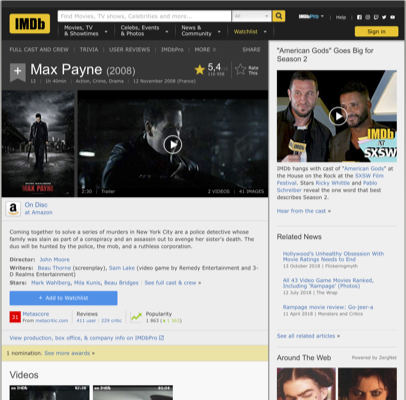 IMDb
Find Movies, TV shows, Celebrities and more...
All
IMDbPro
Help
Movies, TV
& Showtimes
Celebs, Events
& Photos
News &
Community
Watchlist
Sign in
FULL CAST AND CREW | TRIVIA | USER REVIEWS | IMDbPro | MORE
SHARE
Max Payne (2008)
5,4
Rate
This
12 | 1h 40min | Action, Crime, Drama | 12 November 2008 (France)
MAX PAYNE
2:30 | Trailer
2 VIDEOS | 41 IMAGES
On Disc
at Amazon
Coming together to solve a series of murders in New York City are a police detective whose
family was slain as part of a conspiracy and an assassin out to avenge her sister's death. The
duo will be hunted by the police, the mob, and a ruthless corporation.
Director: John Moore
Writers: Beau Thorne (screenplay), Sam Lake (video game by Remedy Entertainment and 3-
D Realms Entertainment)
Stars: Mark Wahlberg, Mila Kunis, Beau Bridges | See full cast & crew »
+ Add to Watchlist
31
Metascore
From metacritic.com
Reviews
411 user | 229 critic
Popularity
View production, box office, & company info on IMDbPro
1 nomination. See more awards »
Videos
"American Gods" Goes Big for
Season 2
IMDb
at
SXSW
IMDb hangs with cast of "American Gods" at
the House on the Rock at the SXSW Film
Festival. Stars Ricky Whittle and Pablo
Schreiber reveal the one word that best
describes Season 2.
Hear from the cast »
Related News
Hollywood's Unhealthy Obsession With
Movie Ratings Needs to End
13 October 2018 | Flickeringmyth
All 43 Video Game Movies Ranked,
Including 'Rampage' (Photos)
12 July 2018 | The Wrap
Rampage movie review: Go-jeer-a
11 April 2018 | Monsters and Critics
See all related articles »
Around The Web
Powered by ZergNet